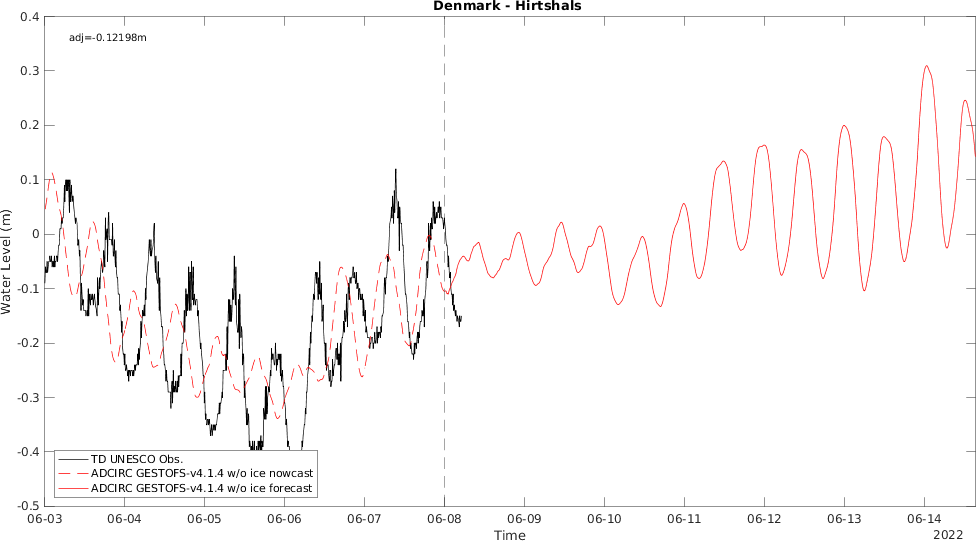 Denmark - Hirtshals
adj=-0.12198m
0.4
0.3
0.2
0.1
0
-0.1
-0.2
-0.3
-0.4
-0.5
Water Level (m)
TD UNESCO Obs.
ADCIRC GESTOFS-v4.1.4 w/o ice nowcast
ADCIRC GESTOFS-v4.1.4 w/o ice forecast
06-03 06-04 06-05 06-06 06-07 06-08 06-09 06-10 06-11 06-12 06-13 06-14
Time
2022